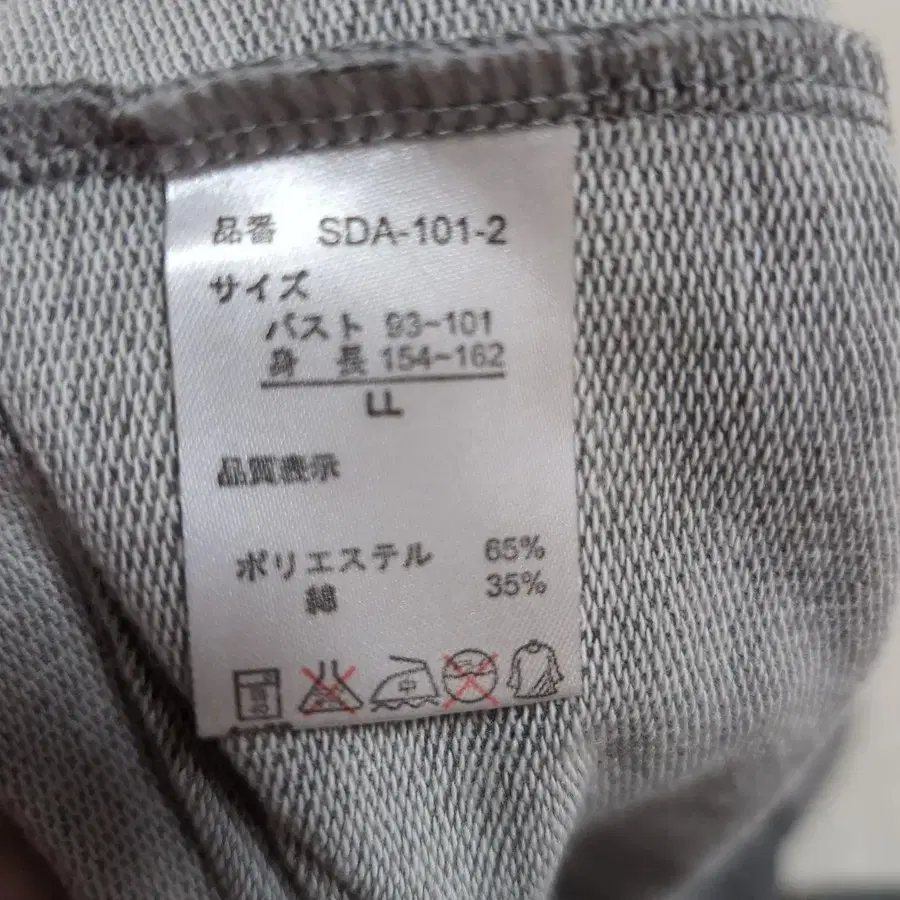 品番 SDA-101-2
サイズ
バスト 93~101
身 長 154~162
LL
品質表示
ポリエステル 65%
綿 35%
中